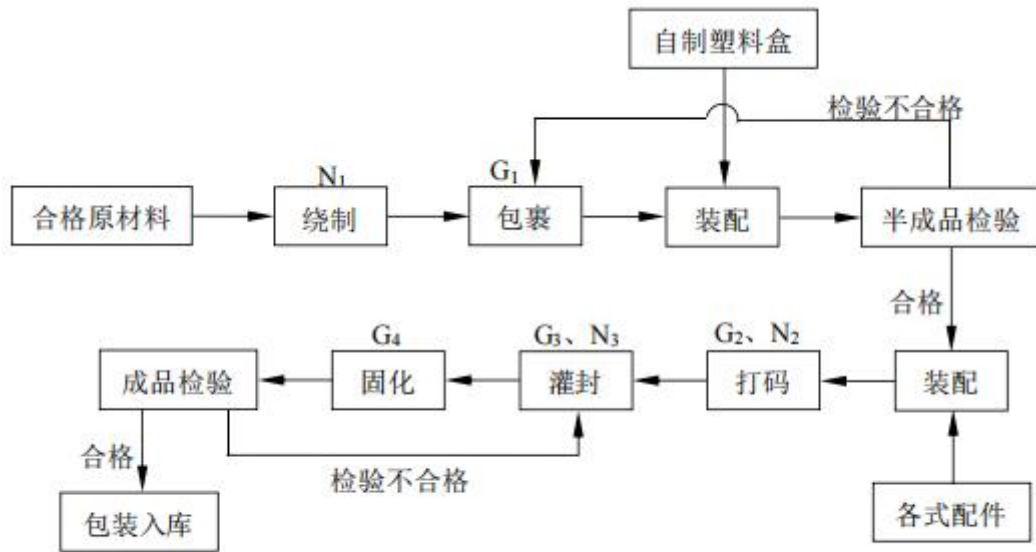 自制塑料盒
检验不合格
N₁
G₁
合格原材料
绕制
包裹
装配
半成品检验
合格
G₄
G₃、N₃
G₂、N₂
成品检验
固化
灌封
打码
装配
合格
检验不合格
包装入库
各式配件